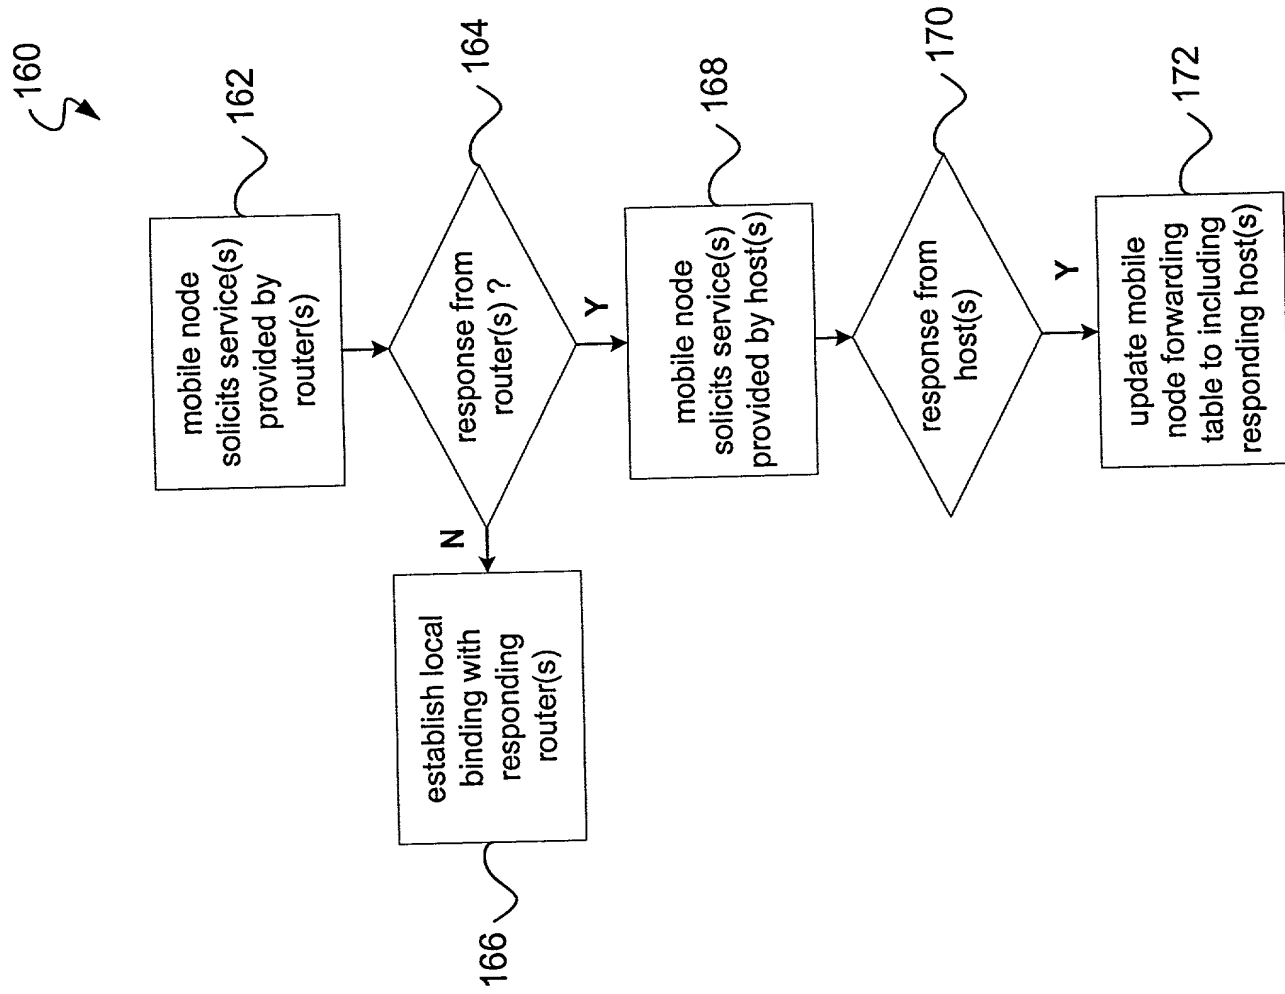 160
mobile node
solicits service(s)
provided by
router(s)
162
response from
router(s) ?
164
N
Y
establish local
binding with
responding
router(s)
166
mobile node
solicits service(s)
provided by host(s)
168
response from
host(s)
170
Y
update mobile
node forwarding
table to including
responding host(s)
172